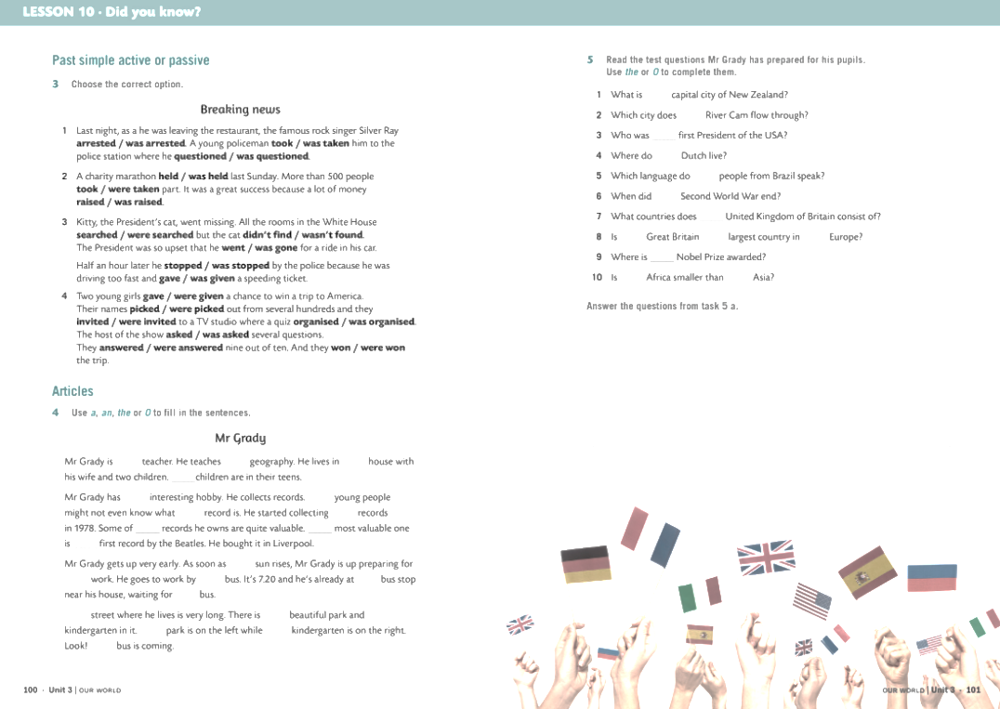 LESSON 10 · Did you know?
Past simple active or passive
3 Choose the correct option.
Breaking news
1 Last night, as a he was leaving the restaurant, the famous rock singer Silver Ray
arrested / was arrested. A young policeman took / was taken him to the
police station where he questioned / was questioned.
2 A charity marathon held / was held last Sunday. More than 500 people
took / were taken part. It was a great success because a lot of money
raised / was raised.
3 Kitty, the President's cat, went missing. All the rooms in the White House
searched / were searched but the cat didn't find / wasn't found.
The President was so upset that he went / was gone for a ride in his car.
Half an hour later he stopped / was stopped by the police because he was
driving too fast and gave / was given a speeding ticket.
4 Two young girls gave / were given a chance to win a trip to America.
Their names picked / were picked out from several hundreds and they
invited / were invited to a TV studio where a quiz organised / was organised.
The host of the show asked / was asked several questions.
They answered / were answered nine out of ten. And they won / were won
the trip.
Articles
4 Use a, an, the or 0 to fill in the sentences.
Mr Grady
Mr Grady is teacher. He teaches geography. He lives in house with
his wife and two children. _____ children are in their teens.
Mr Grady has interesting hobby. He collects records. young people
might not even know what record is. He started collecting records
in 1978. Some of _____ records he owns are quite valuable. _____ most valuable one
is first record by the Beatles. He bought it in Liverpool.
Mr Grady gets up very early. As soon as sun rises, Mr Grady is up preparing for
work. He goes to work by bus. It's 7.20 and he's already at bus stop
near his house, waiting for bus.
street where he lives is very long. There is beautiful park and
kindergarten in it. park is on the left while kindergarten is on the right.
Look! bus is coming.
100 · Unit 3 | OUR WORLD
5 Read the test questions Mr Grady has prepared for his pupils.
Use the or 0 to complete them.
1 What is capital city of New Zealand?
2 Which city does River Cam flow through?
3 Who was _____ first President of the USA?
4 Where do Dutch live?
5 Which language do people from Brazil speak?
6 When did Second World War end?
7 What countries does United Kingdom of Britain consist of?
8 Is Great Britain largest country in Europe?
9 Where is _____ Nobel Prize awarded?
10 Is Africa smaller than Asia?
Answer the questions from task 5 a.
OUR WORLD | Unit 3 · 101